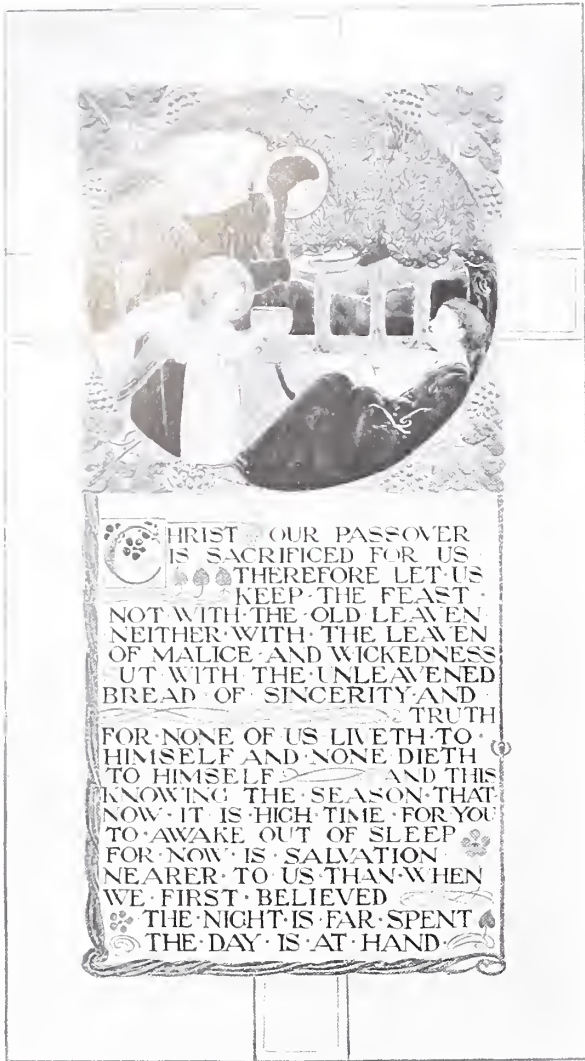 CHRIST OUR PASSOVER
IS SACRIFICED FOR US
THEREFORE LET·US
KEEP·THE FEAST·
NOT·WITH·THE·OLD·LEAVEN
NEITHER·WITH·THE LEAVEN
OF MALICE·AND·WICKEDNESS
UT WITH·THE·UNLEAVENED
BREAD·OF·SINCERITY·AND
TRUTH
FOR·NONE OF US LIVETH·TO·
HIMSELF AND·NONE DIETH
TO HIMSELF AND THIS
KNOWING THE SEASON·THAT
NOW·IT IS·HIGH TIME·FOR YOU
TO·AWAKE OUT OF SLEEP
FOR·NOW·IS·SALVATION
NEARER·TO US·THAN·WHEN
WE·FIRST·BELIEVED
THE·NIGHT·IS·FAR·SPENT
THE·DAY·IS·AT·HAND·